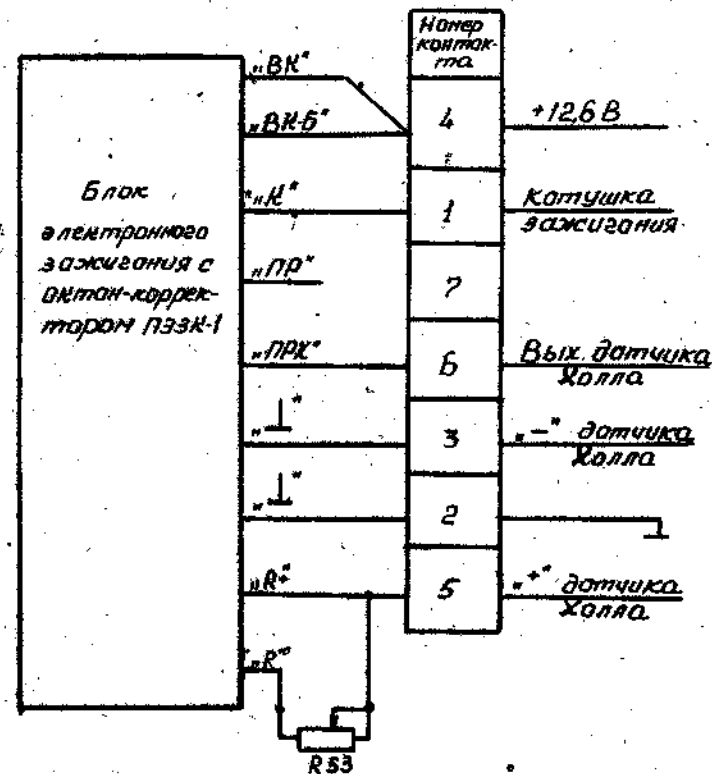 Номер
контак-
та
„ВК"
„ВК-Б"
4
+12,6 В
Блок
электронного
зажигания с
октан-коррек-
тором ПЭЗК-1
„К"
1
Катушка
зажигания
„ПР"
7
„ПРХ"
6
Вых. датчика
Холла
„⊥"
3
„—" датчика
Холла
„⊥"
2
„R+"
5
„+" датчика
Холла
„R"
R53